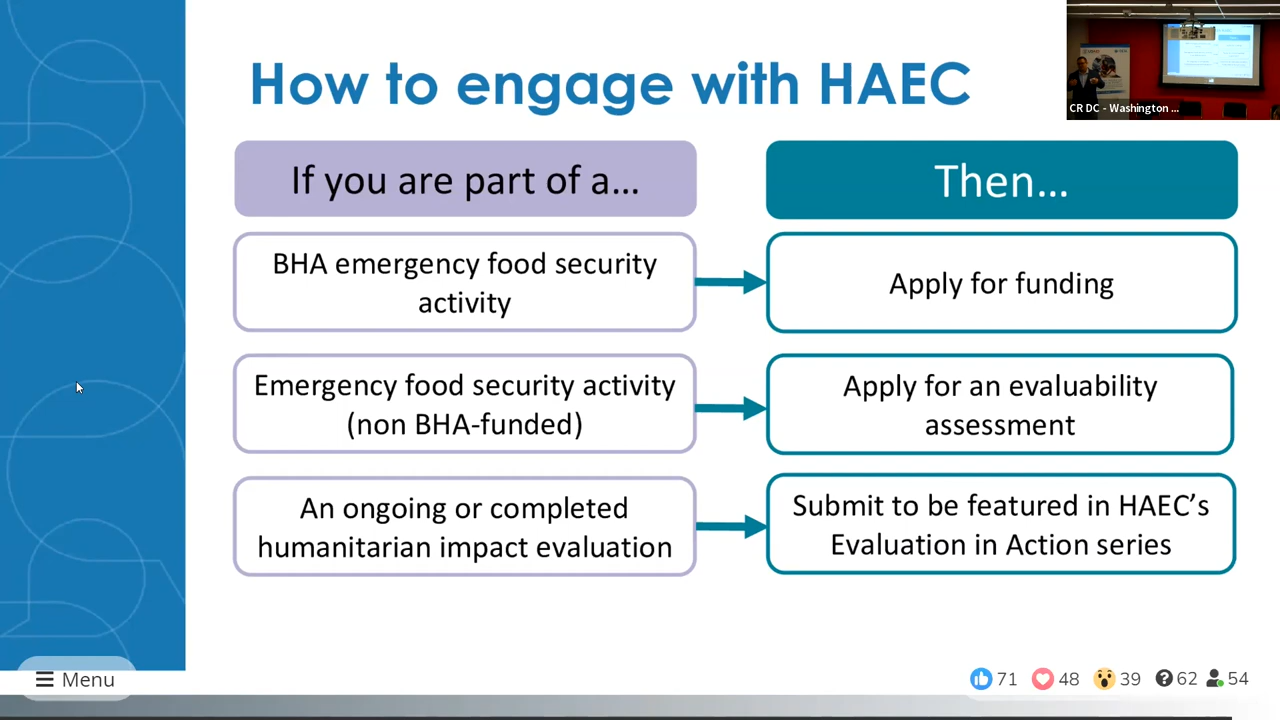 How to engage with HAEC
CR DC - Washington ...
If you are part of a...
Then...
BHA emergency food security
activity
Apply for funding
Emergency food security activity
(non BHA-funded)
Apply for an evaluability
assessment
An ongoing or completed
humanitarian impact evaluation
Submit to be featured in HAEC’s
Evaluation in Action series
Menu
71 48 39 62 54